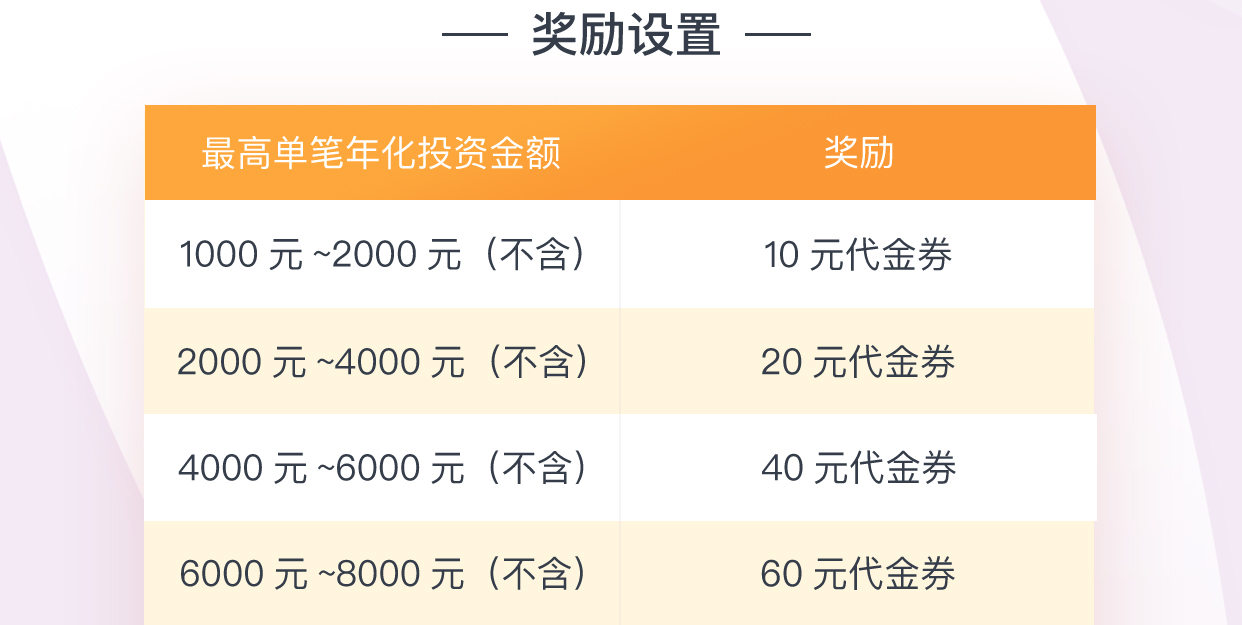 奖励设置
最高单笔年化投资金额 奖励
1000 元 ~2000 元（不含） 10 元代金券
2000 元 ~4000 元（不含） 20 元代金券
4000 元 ~6000 元（不含） 40 元代金券
6000 元 ~8000 元（不含） 60 元代金券